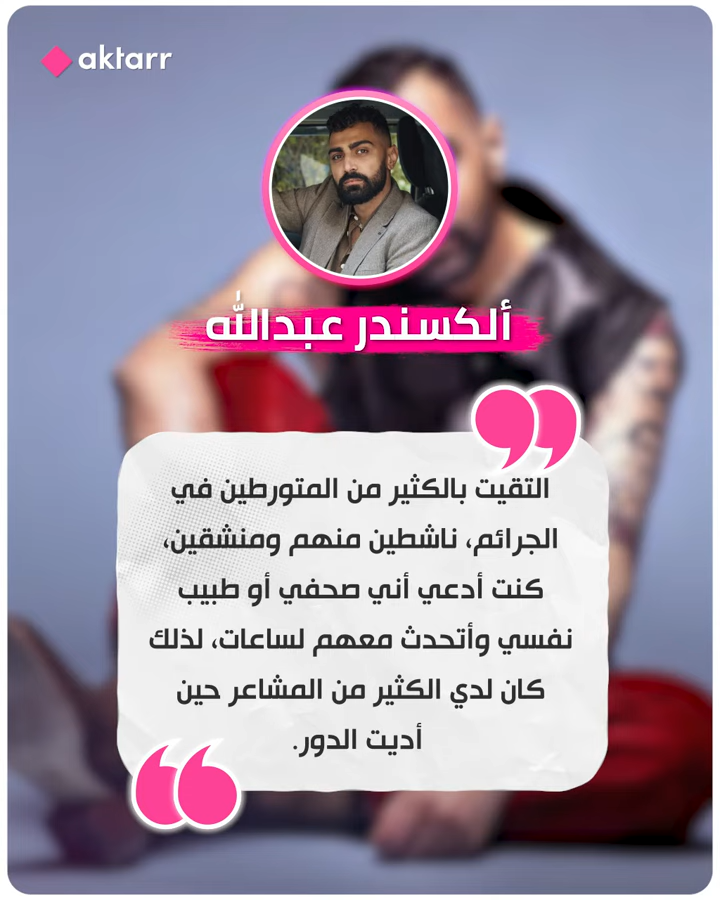 aktarr
ألكسندر عبدالله
التقيت بالكثير من المتورطين في
الجرائم، ناشطين منهم ومنشقين،
كنت أدعي أني صحفي أو طبيب
نفسي وأتحدث معهم لساعات، لذلك
كان لدي الكثير من المشاعر حين
أديت الدور.